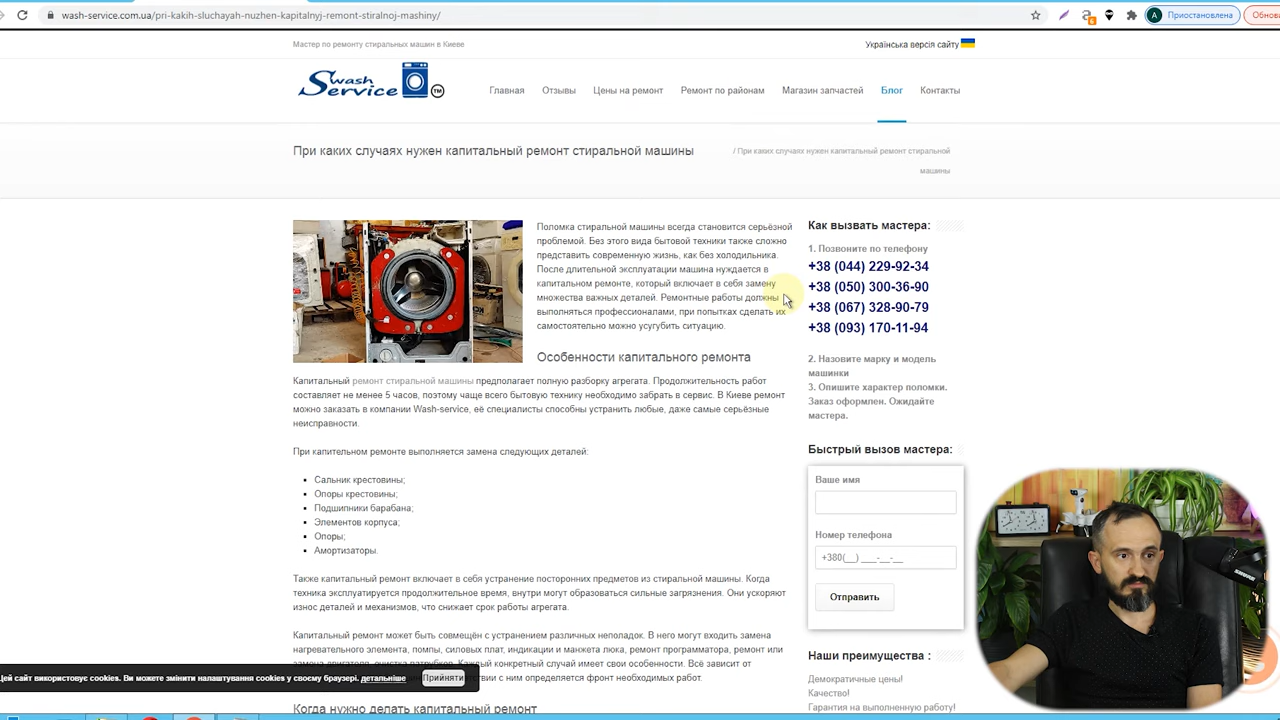 wash-service.com.ua/pri-kakih-sluchayah-nuzhen-kapitalnyj-remont-stiralnoj-mashiny/
6
A
Приостановлена
Обнов
Мастер по ремонту стиральных машин в Киеве
Українська версія сайту
Swash
Service
TM
Главная
Отзывы
Цены на ремонт
Ремонт по районам
Магазин запчастей
Блог
Контакты
При каких случаях нужен капитальный ремонт стиральной машины
/ При каких случаях нужен капитальный ремонт стиральной
машины
Поломка стиральной машины всегда становится серьёзной
проблемой. Без этого вида бытовой техники также сложно
представить современную жизнь, как без холодильника.
После длительной эксплуатации машина нуждается в
капитальном ремонте, который включает в себя замену
множества важных деталей. Ремонтные работы должны
выполняться профессионалами, при попытках сделать их
самостоятельно можно усугубить ситуацию.
Особенности капитального ремонта
Капитальный ремонт стиральной машины предполагает полную разборку агрегата. Продолжительность работ
составляет не менее 5 часов, поэтому чаще всего бытовую технику необходимо забрать в сервис. В Киеве ремонт
можно заказать в компании Wash-service, её специалисты способны устранить любые, даже самые серьёзные
неисправности.
При капительном ремонте выполняется замена следующих деталей:
Сальник крестовины;
Опоры крестовины;
Подшипники барабана;
Элементов корпуса;
Опоры;
Амортизаторы.
Также капитальный ремонт включает в себя устранение посторонних предметов из стиральной машины. Когда
техника эксплуатируется продолжительное время, внутри могут образоваться сильные загрязнения. Они ускоряют
износ деталей и механизмов, что снижает срок работы агрегата.
Капитальный ремонт может быть совмещён с устранением различных неполадок. В него могут входить замена
нагревательного элемента, помпы, силовых плат, индикации и манжета люка, ремонт программатора, ремонт или
Каждый конкретный случай имеет свои особенности. Всё зависит от
с ним определяется фронт необходимых работ.
Когда нужно делать капитальный ремонт
Как вызвать мастера:
1. Позвоните по телефону
+38 (044) 229-92-34
+38 (050) 300-36-90
+38 (067) 328-90-79
+38 (093) 170-11-94
2. Назовите марку и модель
машинки
3. Опишите характер поломки.
Заказ оформлен. Ожидайте
мастера.
Быстрый вызов мастера:
Ваше имя
Номер телефона
+380(__) ___-__-__
Отправить
Наши преимущества :
Демократичные цены!
Качество!
Гарантия на выполненную работу!
Цей сайт використовує cookies. Ви можете змінити налаштування cookies у своєму браузері. детальніше
Прийняти